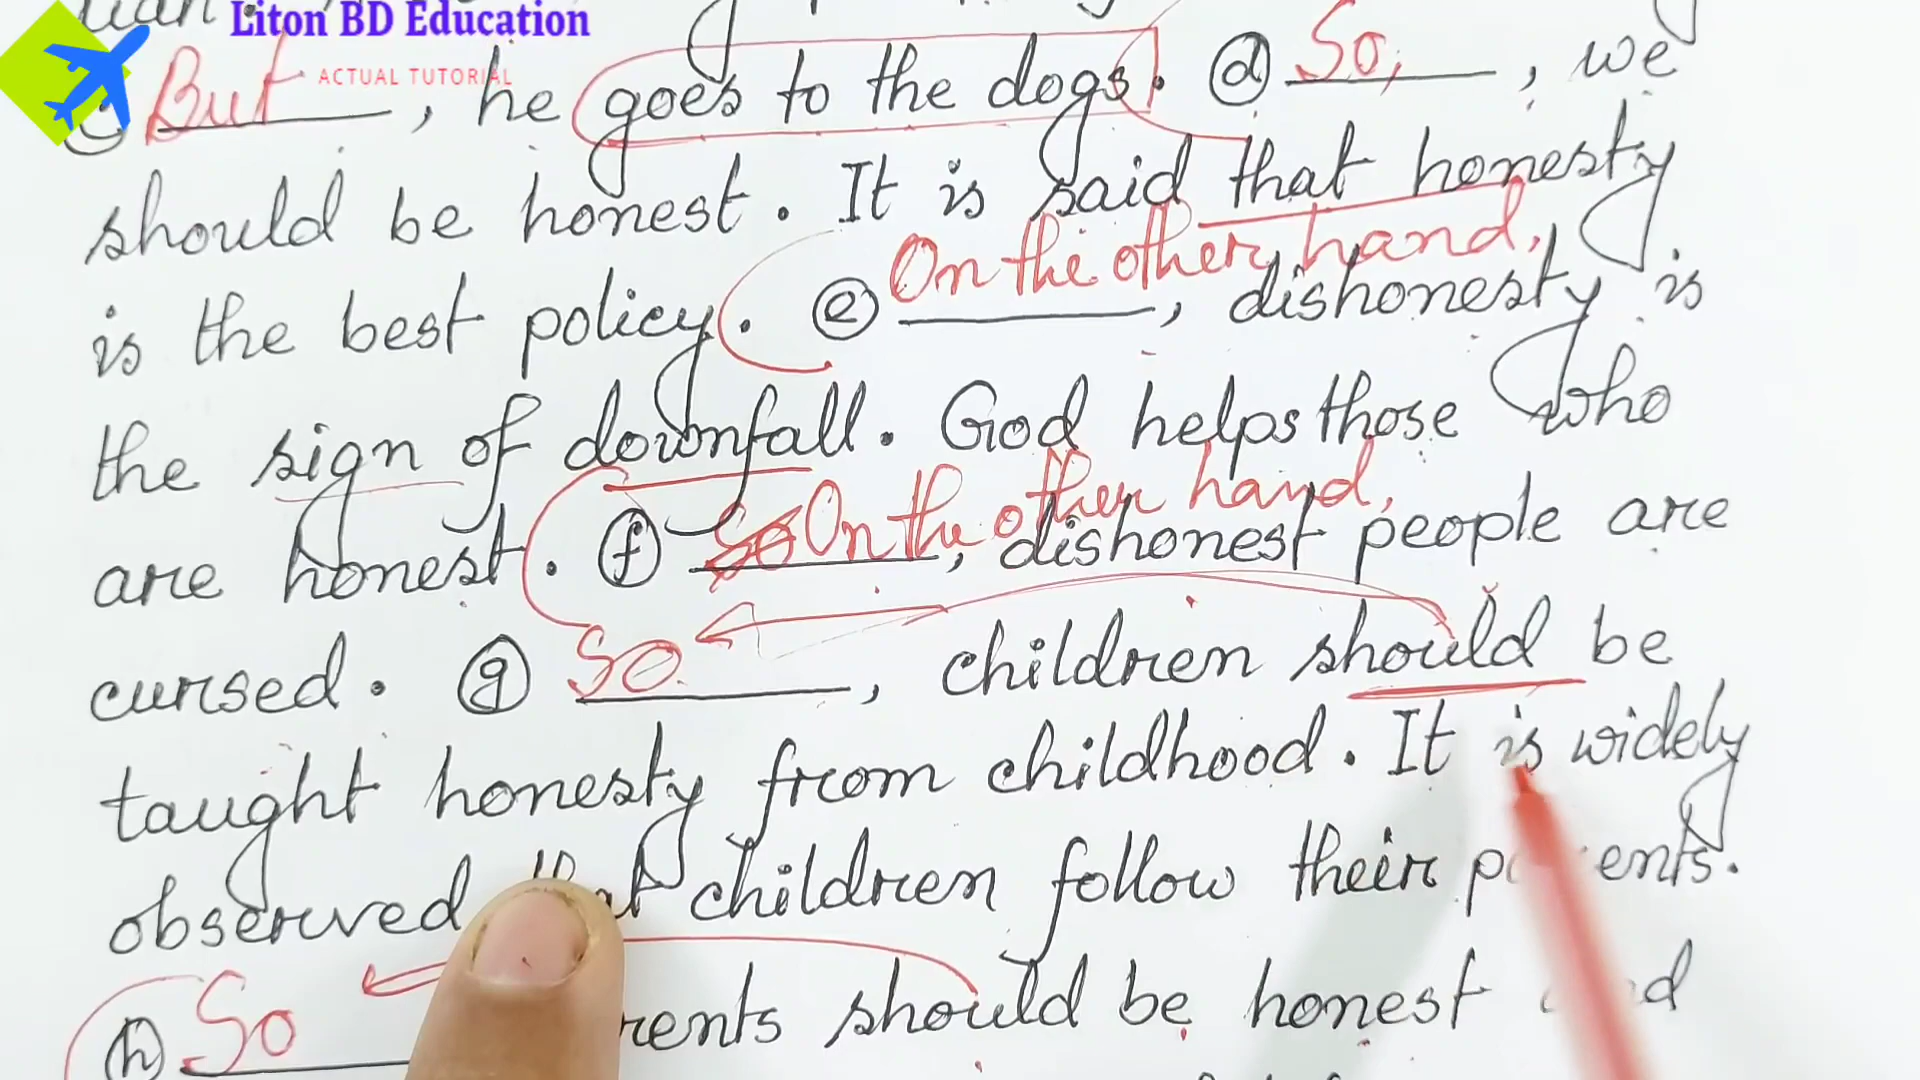 Liton BD Education
ACTUAL TUTORIAL
But, he goes to the dogs. (d) So, , we
should be honest. It is said that honesty
On the other hand,
is the best policy. (e) , dishonesty is
the sign of downfall. God helps those who
So On the other hand,
are honest. (f) , dishonest people are
cursed. (g) So , children should be
taught honesty from childhood. It is widely
observed children follow their
(h) So should be honest